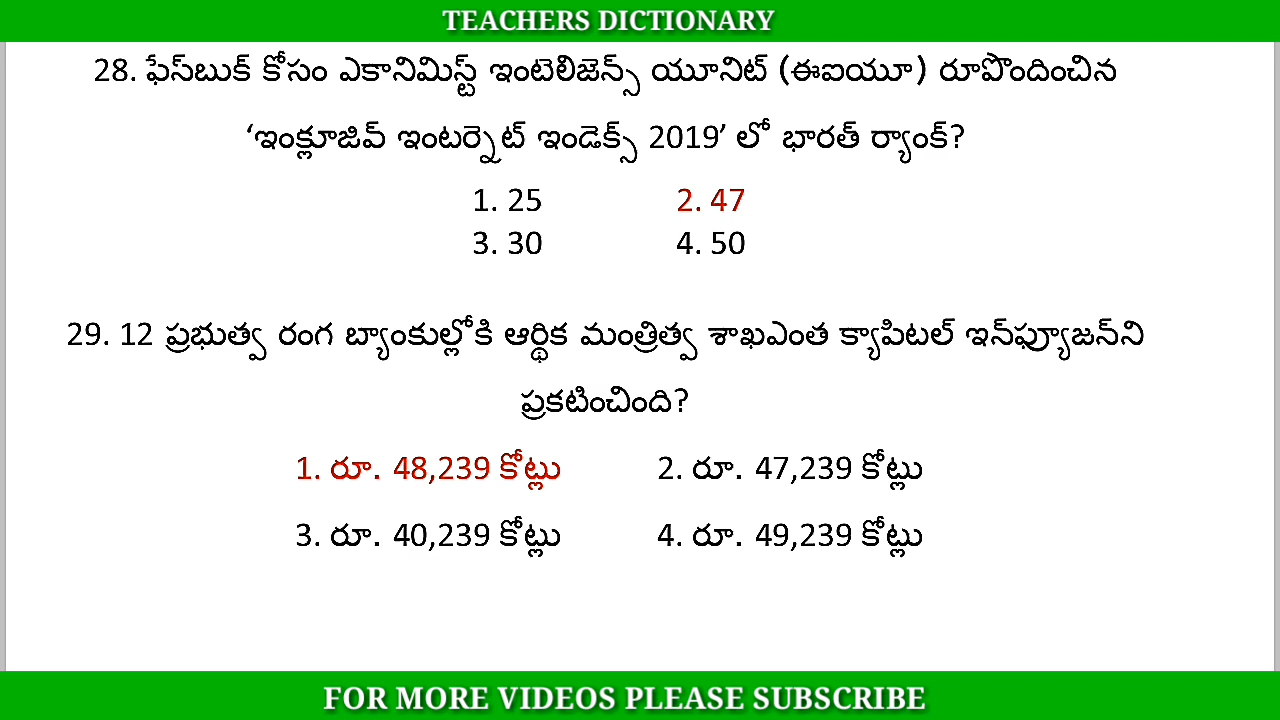 TEACHERS DICTIONARY
28. ఫేస్‌బుక్ కోసం ఎకానిమిస్ట్ ఇంటెలిజెన్స్ యూనిట్ (ఈఐయూ) రూపొందించిన
‘ఇంక్లూజివ్ ఇంటర్నెట్ ఇండెక్స్ 2019’ లో భారత్ ర్యాంక్?
1. 25 2. 47
3. 30 4. 50
29. 12 ప్రభుత్వ రంగ బ్యాంకుల్లోకి ఆర్థిక మంత్రిత్వ శాఖఎంత క్యాపిటల్ ఇన్‌ఫ్యూజన్‌ని
ప్రకటించింది?
1. రూ. 48,239 కోట్లు 2. రూ. 47,239 కోట్లు
3. రూ. 40,239 కోట్లు 4. రూ. 49,239 కోట్లు
FOR MORE VIDEOS PLEASE SUBSCRIBE